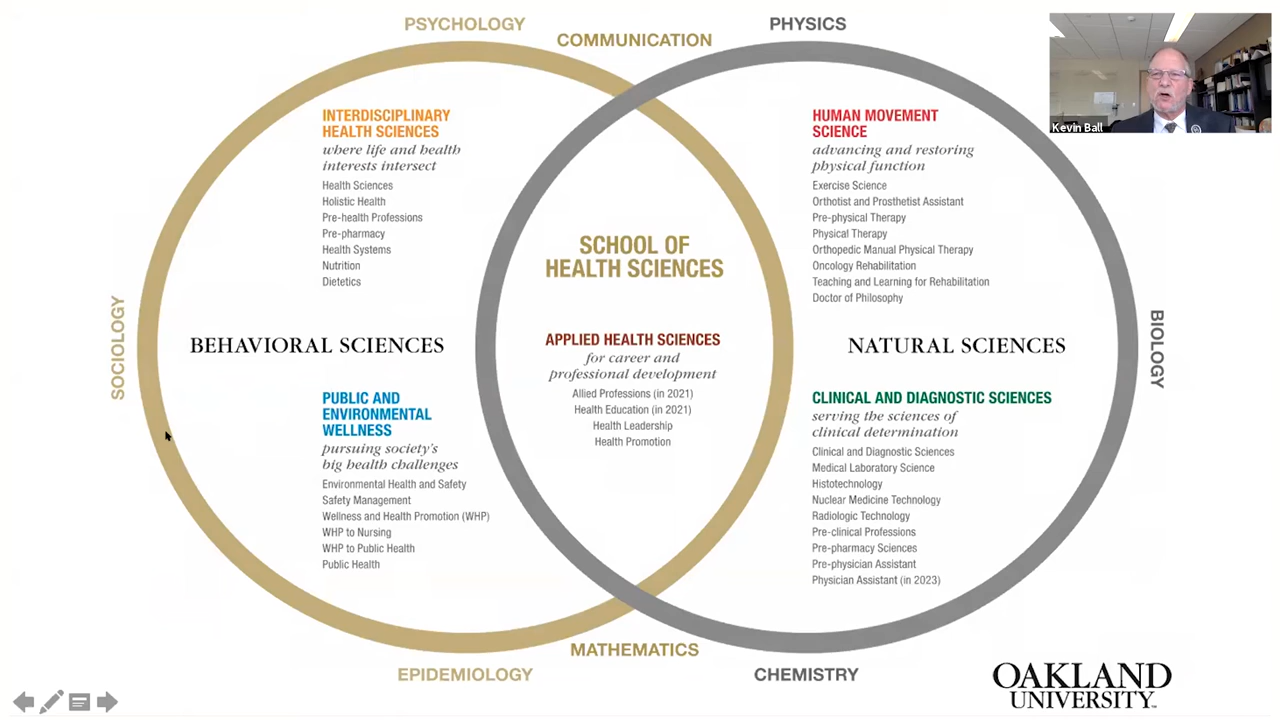 PSYCHOLOGY
COMMUNICATION
PHYSICS
Kevin Ball
INTERDISCIPLINARY
HEALTH SCIENCES
where life and health
interests intersect
Health Sciences
Holistic Health
Pre-health Professions
Pre-pharmacy
Health Systems
Nutrition
Dietetics
HUMAN MOVEMENT
SCIENCE
advancing and restoring
physical function
Exercise Science
Orthotist and Prosthetist Assistant
Pre-physical Therapy
Physical Therapy
Orthopedic Manual Physical Therapy
Oncology Rehabilitation
Teaching and Learning for Rehabilitation
Doctor of Philosophy
SCHOOL OF
HEALTH SCIENCES
SOCIOLOGY
BEHAVIORAL SCIENCES
APPLIED HEALTH SCIENCES
for career and
professional development
Allied Professions (in 2021)
Health Education (in 2021)
Health Leadership
Health Promotion
NATURAL SCIENCES
BIOLOGY
PUBLIC AND
ENVIRONMENTAL
WELLNESS
pursuing society's
big health challenges
Environmental Health and Safety
Safety Management
Wellness and Health Promotion (WHP)
WHP to Nursing
WHP to Public Health
Public Health
CLINICAL AND DIAGNOSTIC SCIENCES
serving the sciences of
clinical determination
Clinical and Diagnostic Sciences
Medical Laboratory Science
Histotechnology
Nuclear Medicine Technology
Radiologic Technology
Pre-clinical Professions
Pre-pharmacy Sciences
Pre-physician Assistant
Physician Assistant (in 2023)
MATHEMATICS
EPIDEMIOLOGY
CHEMISTRY
OAKLAND
UNIVERSITY™